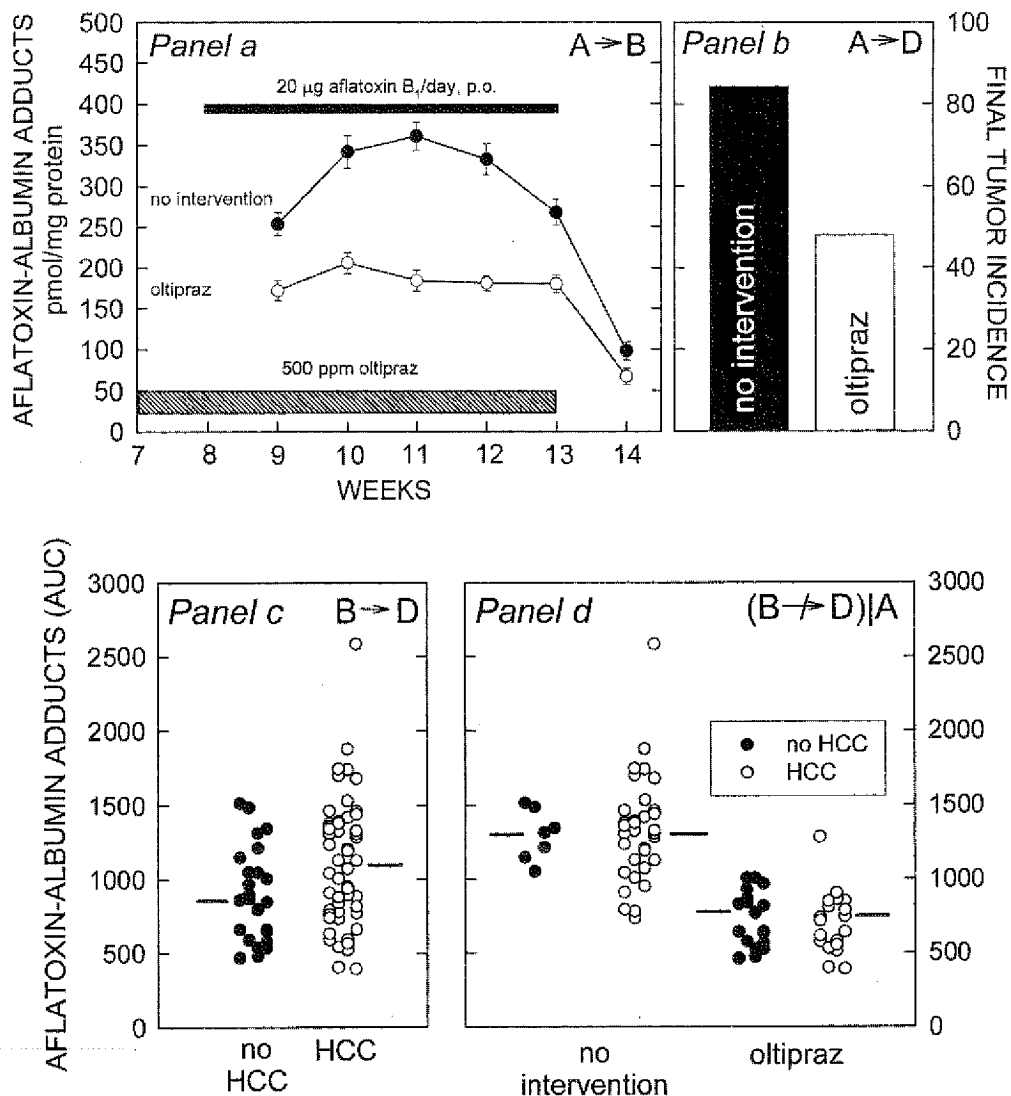 AFLATOXIN-ALBUMIN ADDUCTS
pmol/mg protein
500
450
400
350
300
250
200
150
100
50
0
Panel a
A → B
20 µg aflatoxin B1/day, p.o.
no intervention
oltipraz
500 ppm oltipraz
7 8 9 10 11 12 13 14
WEEKS
Panel b
A → D
no intervention
oltipraz
100
80
60
40
20
0
FINAL TUMOR INCIDENCE
AFLATOXIN-ALBUMIN ADDUCTS (AUC)
3000
2500
2000
1500
1000
500
0
Panel c
B → D
no
HCC
HCC
Panel d
(B ↛ D)|A
no HCC
HCC
no
intervention
oltipraz
3000
2500
2000
1500
1000
500
0